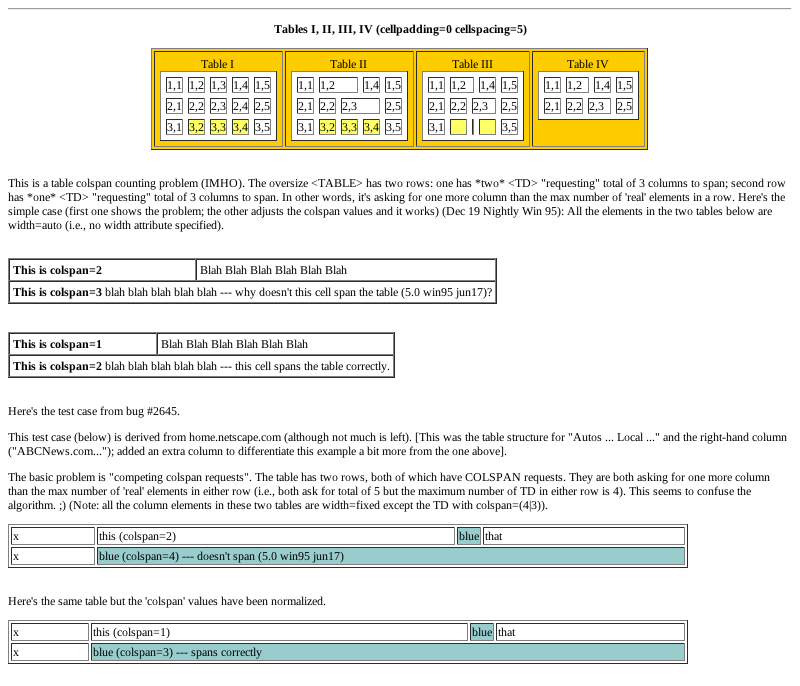 Tables I, II, III, IV (cellpadding=0 cellspacing=5)
Table I Table II Table III Table IV
1,1 1,2 1,3 1,4 1,5 1,1 1,2 1,4 1,5 1,1 1,2 1,4 1,5 1,1 1,2 1,4 1,5
2,1 2,2 2,3 2,4 2,5 2,1 2,2 2,3 2,5 2,1 2,2 2,3 2,5 2,1 2,2 2,3 2,5
3,1 3,2 3,3 3,4 3,5 3,1 3,2 3,3 3,4 3,5 3,1 3,5
This is a table colspan counting problem (IMHO). The oversize <TABLE> has two rows: one has *two* <TD> "requesting" total of 3 columns to span; second row
has *one* <TD> "requesting" total of 3 columns to span. In other words, it's asking for one more column than the max number of 'real' elements in a row. Here's the
simple case (first one shows the problem; the other adjusts the colspan values and it works) (Dec 19 Nightly Win 95): All the elements in the two tables below are
width=auto (i.e., no width attribute specified).
This is colspan=2 Blah Blah Blah Blah Blah Blah
This is colspan=3 blah blah blah blah blah --- why doesn't this cell span the table (5.0 win95 jun17)?
This is colspan=1 Blah Blah Blah Blah Blah Blah
This is colspan=2 blah blah blah blah blah --- this cell spans the table correctly.
Here's the test case from bug #2645.
This test case (below) is derived from home.netscape.com (although not much is left). [This was the table structure for "Autos ... Local ..." and the right-hand column
("ABCNews.com..."); added an extra column to differentiate this example a bit more from the one above].
The basic problem is "competing colspan requests". The table has two rows, both of which have COLSPAN requests. They are both asking for one more column
than the max number of 'real' elements in either row (i.e., both ask for total of 5 but the maximum number of TD in either row is 4). This seems to confuse the
algorithm. ;) (Note: all the column elements in these two tables are width=fixed except the TD with colspan=(4|3)).
x this (colspan=2) blue that
x blue (colspan=4) --- doesn't span (5.0 win95 jun17)
Here's the same table but the 'colspan' values have been normalized.
x this (colspan=1) blue that
x blue (colspan=3) --- spans correctly